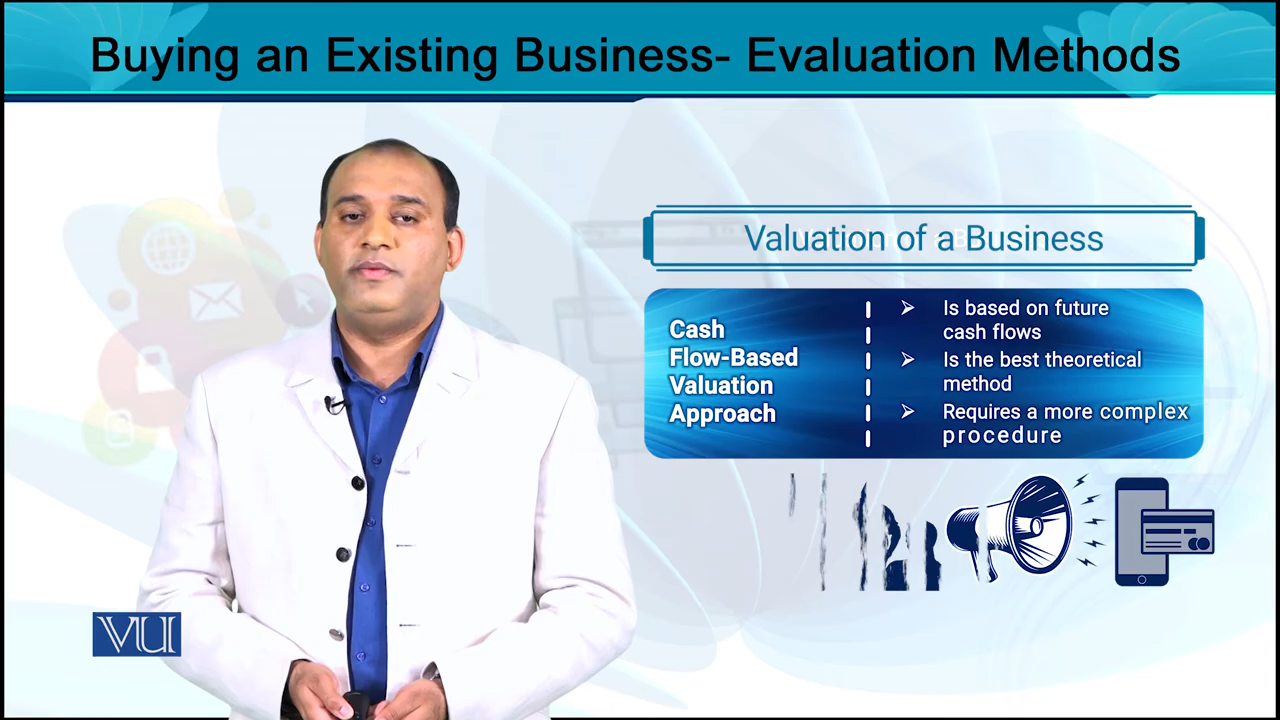 Buying an Existing Business- Evaluation Methods
Valuation of a Business
Cash
Flow-Based
Valuation
Approach
➢ Is based on future
cash flows
➢ Is the best theoretical
method
➢ Requires a more complex
procedure
VU